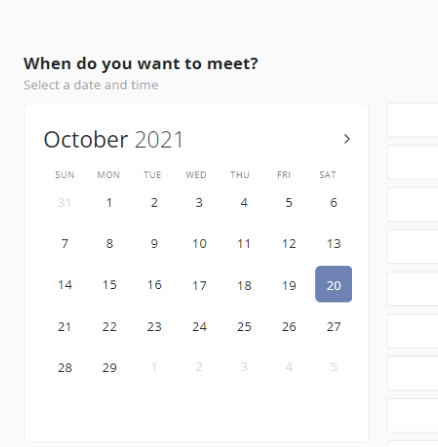 When do you want to meet?
Select a date and time
October 2021 >
SUN MON TUE WED THU FRI SAT
31 1 2 3 4 5 6
7 8 9 10 11 12 13
14 15 16 17 18 19 20
21 22 23 24 25 26 27
28 29 1 2 3 4 5